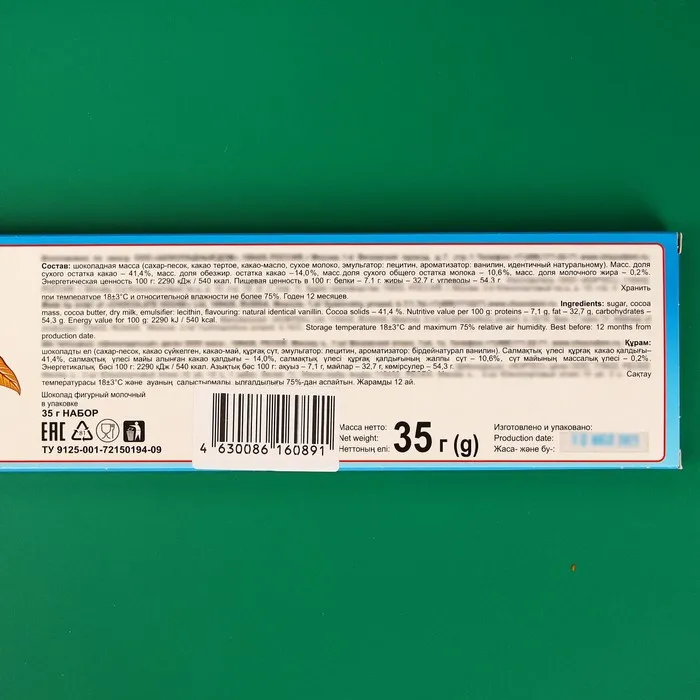 Состав: шоколадная масса (сахар-песок, какао тертое, какао-масло, сухое молоко, эмульгатор: лецитин, ароматизатор: ванилин, идентичный натуральному). Масс. доля
сухого остатка какао – 41,4%, масс. доля обезжир. остатка какао –14,0%, масс.доля сухого общего остатка молока – 10,6%, масс. доля молочного жира – 0,2%.
Энергетическая ценность 100 г: 2290 кДж / 540 ккал. Пищевая ценность в 100 г: белки – 7,1 г, жиры – 32,7 г, углеводы – 54,3 г.
Хранить
при температуре 18±3°С и относительной влажности не более 75%. Годен 12 месяцев.
Ingredients: sugar, cocoa
mass, cocoa butter, dry milk, emulsifier: lecithin, flavouring: natural identical vanillin. Cocoa solids – 41,4 %. Nutritive value per 100 g: proteins – 7,1 g, fat – 32,7 g, carbohydrates –
54,3 g. Energy value for 100 g: 2290 kJ / 540 kcal.
Storage temperature 18±3°C and maximum 75% relative air humidity. Best before: 12 months from
production date.
Құрам:
шоколадты ел (сахар-песок, какао сүйкелген, какао-май, құрғақ сүт, эмульгатор: лецитин, ароматизатор: бірдейнатурал ванилин). Салмақтық үлесі құрғақ какао қалдығы–
41,4%, салмақтық үлесі майы алынған какао қалдығы – 14,0%, салмақтық үлесі құрғақ қалдығының жалпы сүт – 10,6%, сүт майының массалық үлесі – 0,2%.
Энергетикалық бәсі 100 г: 2290 кДж / 540 ккал. Азықтық бәс 100 г: ақуыз – 7,1 г, майлар – 32,7 г, көмірсулер – 54,3 г.
Сақтау
температурасы 18±3°С және ауаның салыстырмалы ылғалдылығы 75%-дан аспайтын. Жарамды 12 ай.
Шоколад фигурный молочный
в упаковке
35 г НАБОР
EAC
ТУ 9125-001-72150194-09
4 630086 160891
Масса нетто:
Net weight:
Неттоның елі:
35 г (g)
Изготовлено и упаковано:
Production date:
Жаса- және бу-: